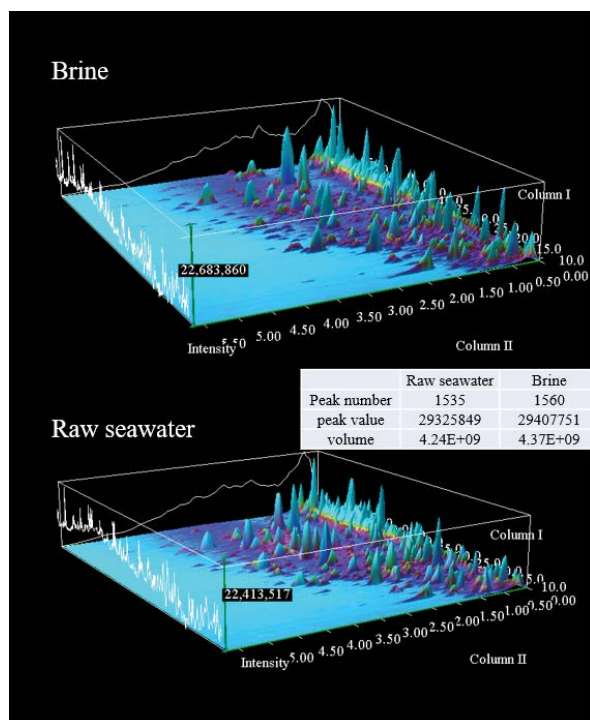 Brine
Column I
15.0
10.0
0.00
0.50
1.00
1.50
2.00
2.50
3.00
3.50
4.00
4.50
5.00
22,683,860
Intensity
Column II
Raw seawater Brine
Peak number 1535 1560
peak value 29325849 29407751
volume 4.24E+09 4.37E+09
Raw seawater
Column I
10.0
0.00
0.50
1.00
1.50
2.00
2.50
3.00
3.50
4.00
4.50
5.00
22,413,517
Intensity
Column II